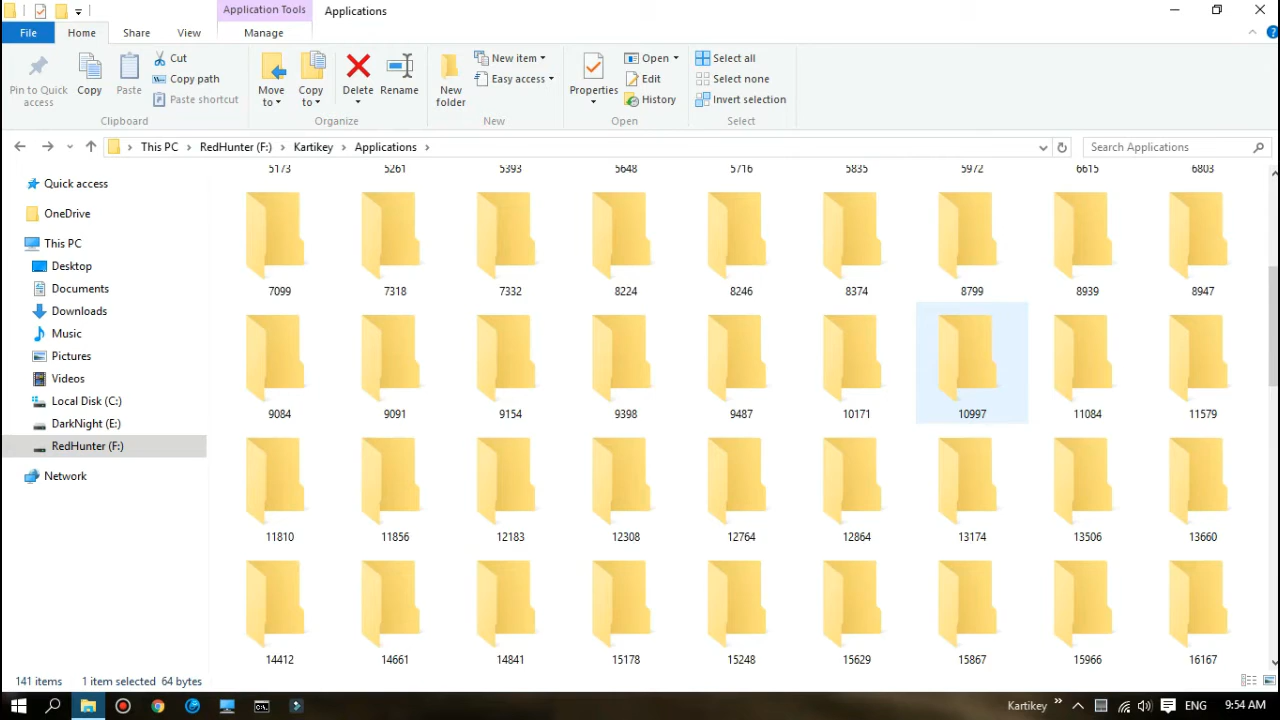 Application Tools
Applications
File
Home
Share
View
Manage
Pin to Quick access
Copy
Paste
Cut
Copy path
Paste shortcut
Clipboard
Move to
Copy to
Delete
Rename
Organize
New folder
New item
Easy access
New
Properties
Open
Edit
History
Open
Select all
Select none
Invert selection
Select
This PC
RedHunter (F:)
Kartikey
Applications
Search Applications
Quick access
OneDrive
This PC
Desktop
Documents
Downloads
Music
Pictures
Videos
Local Disk (C:)
DarkNight (E:)
RedHunter (F:)
Network
5173 5261 5393 5648 5716 5835 5972 6615 6803
7099 7318 7332 8224 8246 8374 8799 8939 8947
9084 9091 9154 9398 9487 10171 10997 11084 11579
11810 11856 12183 12308 12764 12864 13174 13506 13660
14412 14661 14841 15178 15248 15629 15867 15966 16167
141 items 1 item selected 64 bytes
Kartikey
ENG
9:54 AM